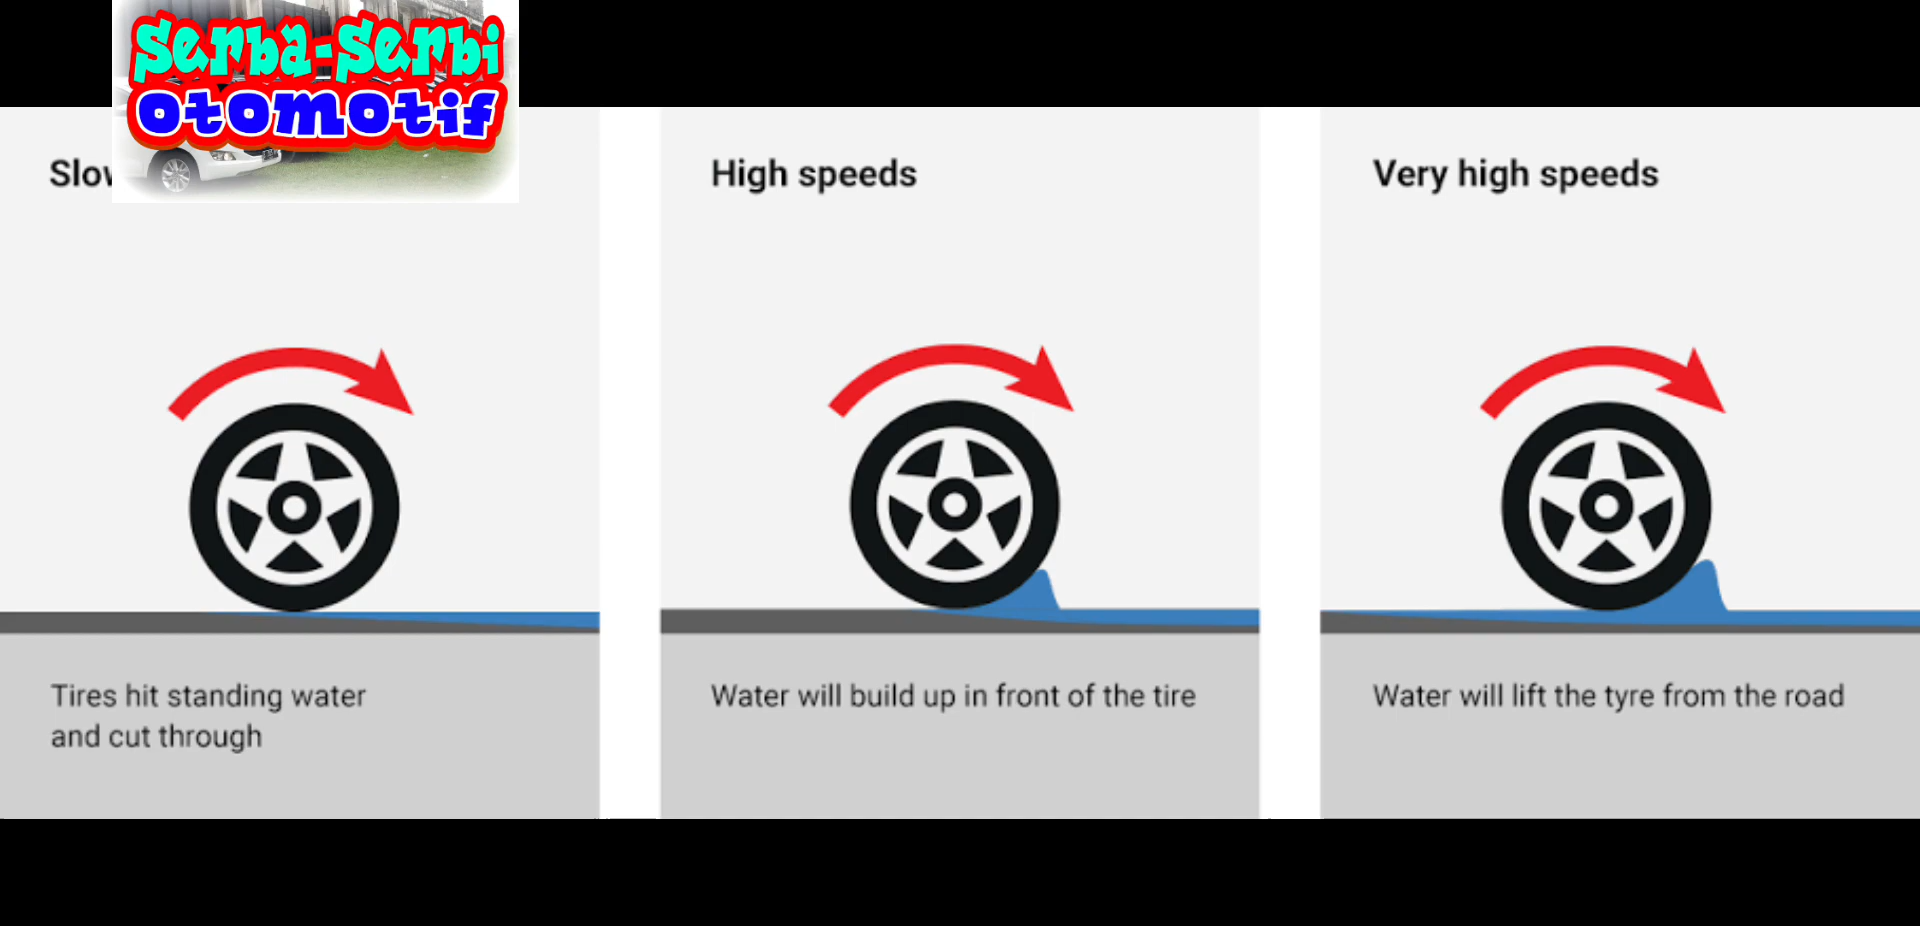 Serba-Serbi
otomotif
High speeds
Very high speeds
Tires hit standing water
and cut through
Water will build up in front of the tire
Water will lift the tyre from the road